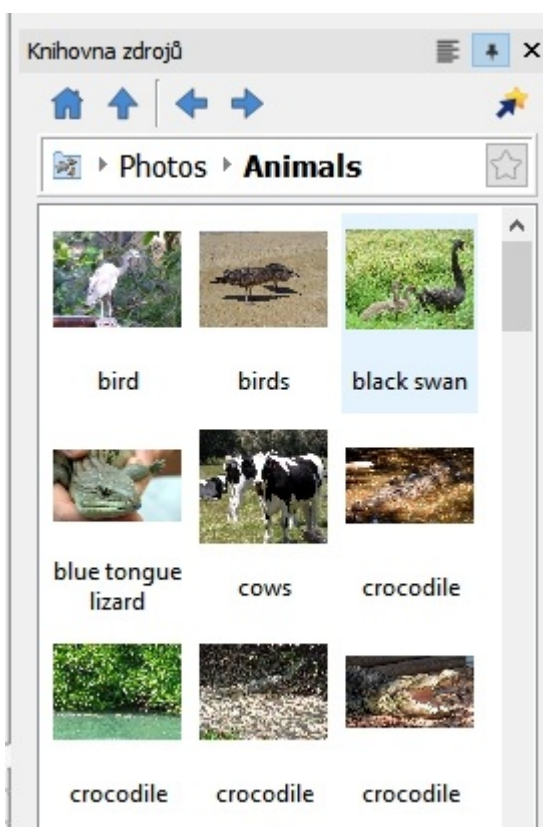 Knihovna zdrojů
Photos Animals
bird birds black swan
blue tongue
lizard
cows crocodile
crocodile crocodile crocodile